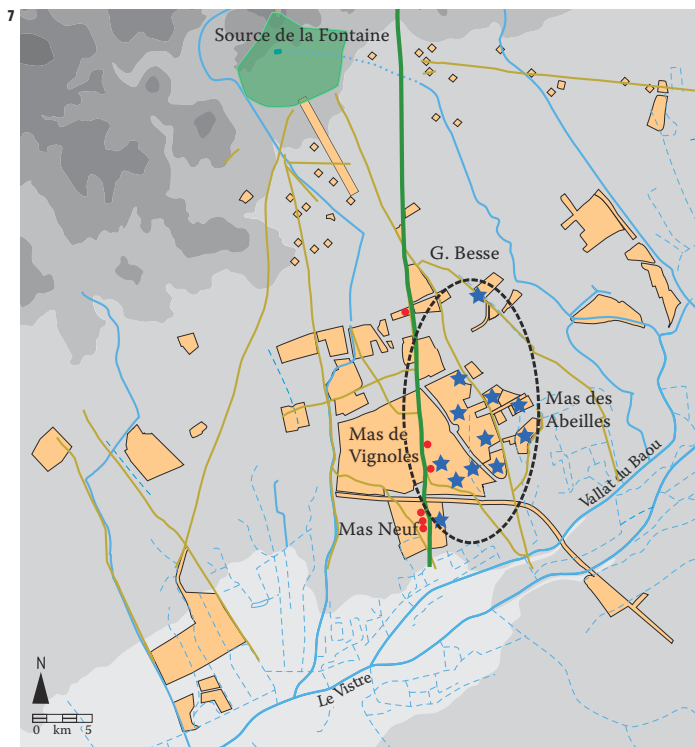 7
Source de la Fontaine
G. Besse
Mas des
Abeilles
Mas de
Vignoles
Vallat du Baou
Mas Neuf
Le Vistre
N
0 km 5